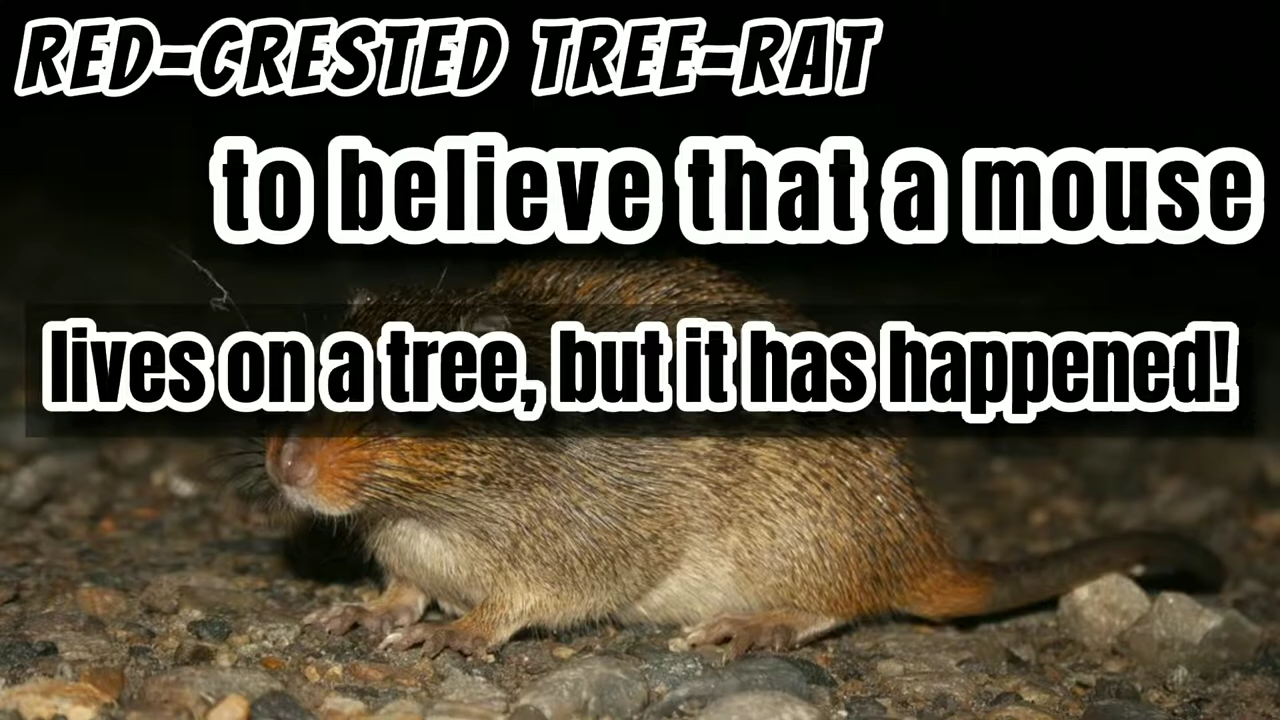 RED-CRESTED TREE-RAT
to believe that a mouse
lives on a tree, but it has happened!